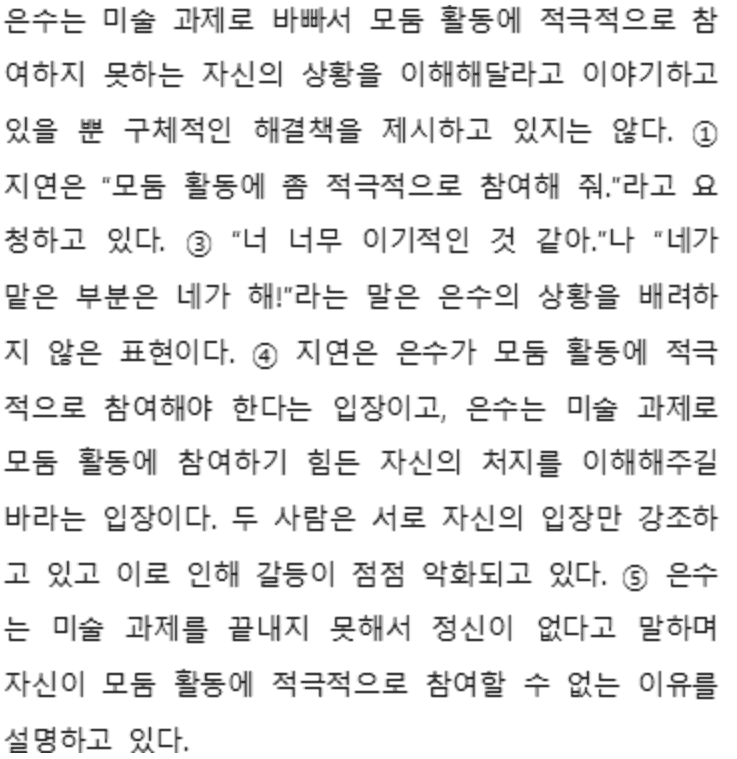 은수는 미술 과제로 바빠서 모둠 활동에 적극적으로 참
여하지 못하는 자신의 상황을 이해해달라고 이야기하고
있을 뿐 구체적인 해결책을 제시하고 있지는 않다. ①
지연은 “모둠 활동에 좀 적극적으로 참여해 줘.”라고 요
청하고 있다. ③ “너 너무 이기적인 것 같아.”나 “네가
맡은 부분은 네가 해!”라는 말은 은수의 상황을 배려하
지 않은 표현이다. ④ 지연은 은수가 모둠 활동에 적극
적으로 참여해야 한다는 입장이고, 은수는 미술 과제로
모둠 활동에 참여하기 힘든 자신의 처지를 이해해주길
바라는 입장이다. 두 사람은 서로 자신의 입장만 강조하
고 있고 이로 인해 갈등이 점점 악화되고 있다. ⑤ 은수
는 미술 과제를 끝내지 못해서 정신이 없다고 말하며
자신이 모둠 활동에 적극적으로 참여할 수 없는 이유를
설명하고 있다.